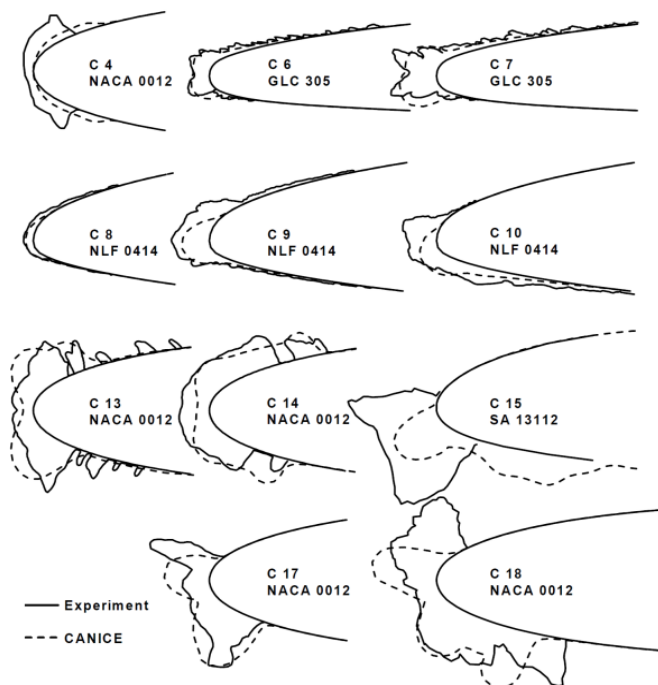 C 4
NACA 0012
C 6
GLC 305
C 7
GLC 305
C 8
NLF 0414
C 9
NLF 0414
C 10
NLF 0414
C 13
NACA 0012
C 14
NACA 0012
C 15
SA 13112
C 17
NACA 0012
C 18
NACA 0012
Experiment
CANICE